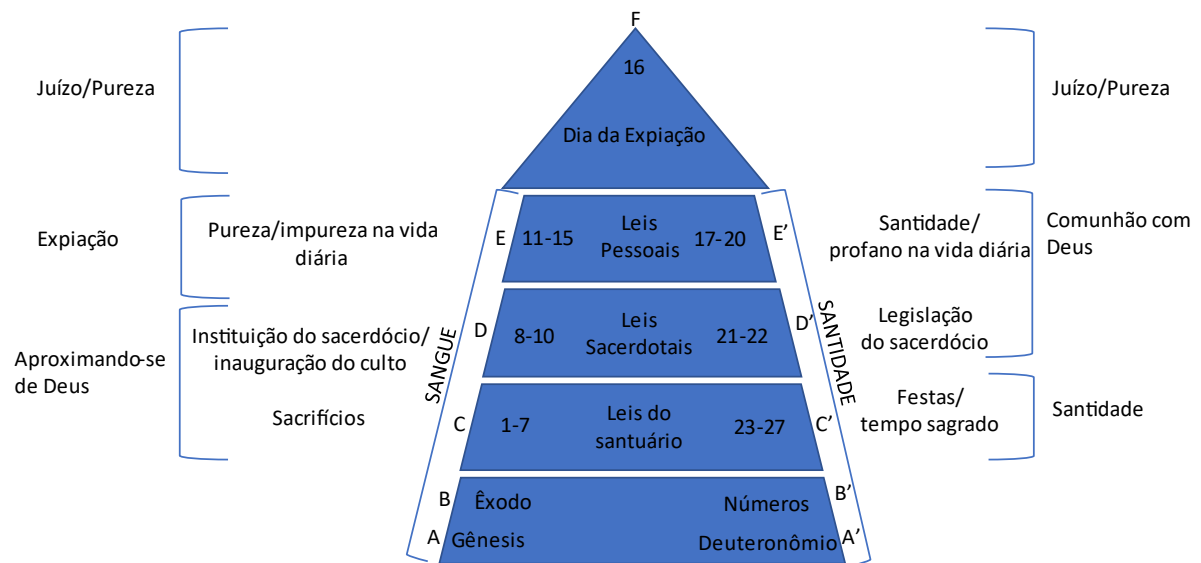 F
16
Dia da Expiação
Juízo/Pureza
Juízo/Pureza
Expiação
Pureza/impureza na vida
diária
E
11-15
Leis
Pessoais
17-20
E’
Santidade/
profano na vida diária
Comunhão com
Deus
Aproximando-se
de Deus
Instituição do sacerdócio/
inauguração do culto
SANGUE
D
8-10
Leis
Sacerdotais
21-22
D’
SANTIDADE
Legislação
do sacerdócio
Sacrifícios
C
1-7
Leis do
santuário
23-27
C’
Festas/
tempo sagrado
Santidade
B
Êxodo
Números
B’
A
Gênesis
Deuteronômio
A’